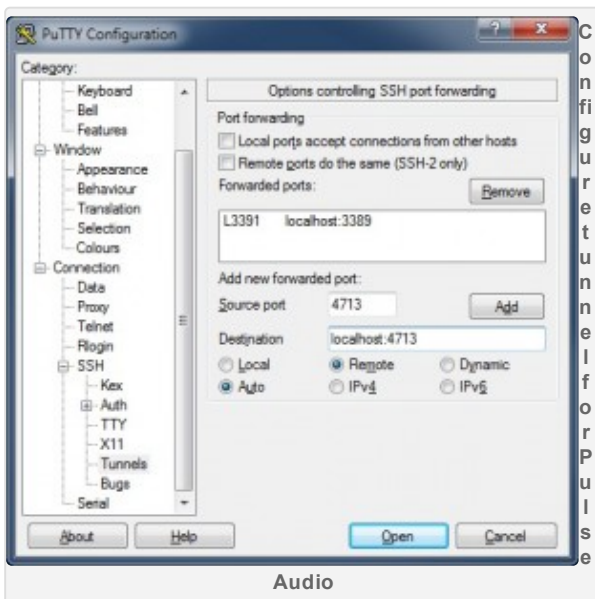 PuTTY Configuration
Category:
Keyboard
Bell
Features
Window
Appearance
Behaviour
Translation
Selection
Colours
Connection
Data
Proxy
Telnet
Rlogin
SSH
Kex
Auth
TTY
X11
Tunnels
Bugs
Serial
Options controlling SSH port forwarding
Port forwarding
Local ports accept connections from other hosts
Remote ports do the same (SSH-2 only)
Forwarded ports:
Remove
L3391 localhost:3389
Add new forwarded port:
Source port 4713 Add
Destination localhost:4713
Local Remote Dynamic
Auto IPv4 IPv6
About Help Open Cancel
Configure tunnel for Pulse
Audio